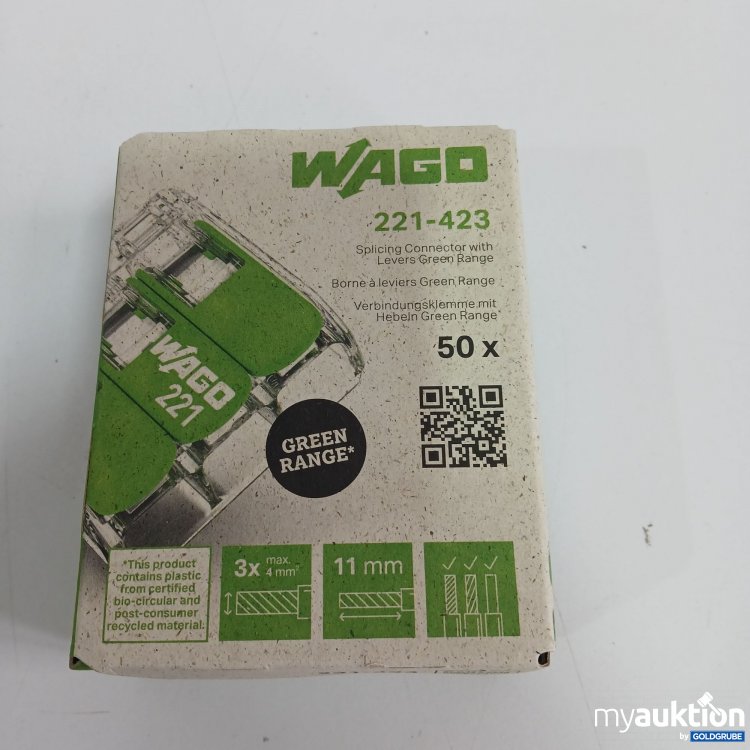 WAGO
221-423
Splicing Connector with
Levers Green Range
Borne à leviers Green Range
Verbindungsklemme mit
Hebeln Green Range
50 x
WAGO
221
GREEN
RANGE*
*This product
contains plastic
from certified
bio-circular and
post-consumer
recycled material.
3x max.
4 mm²
11 mm
myauktion
by GOLDGRUBE